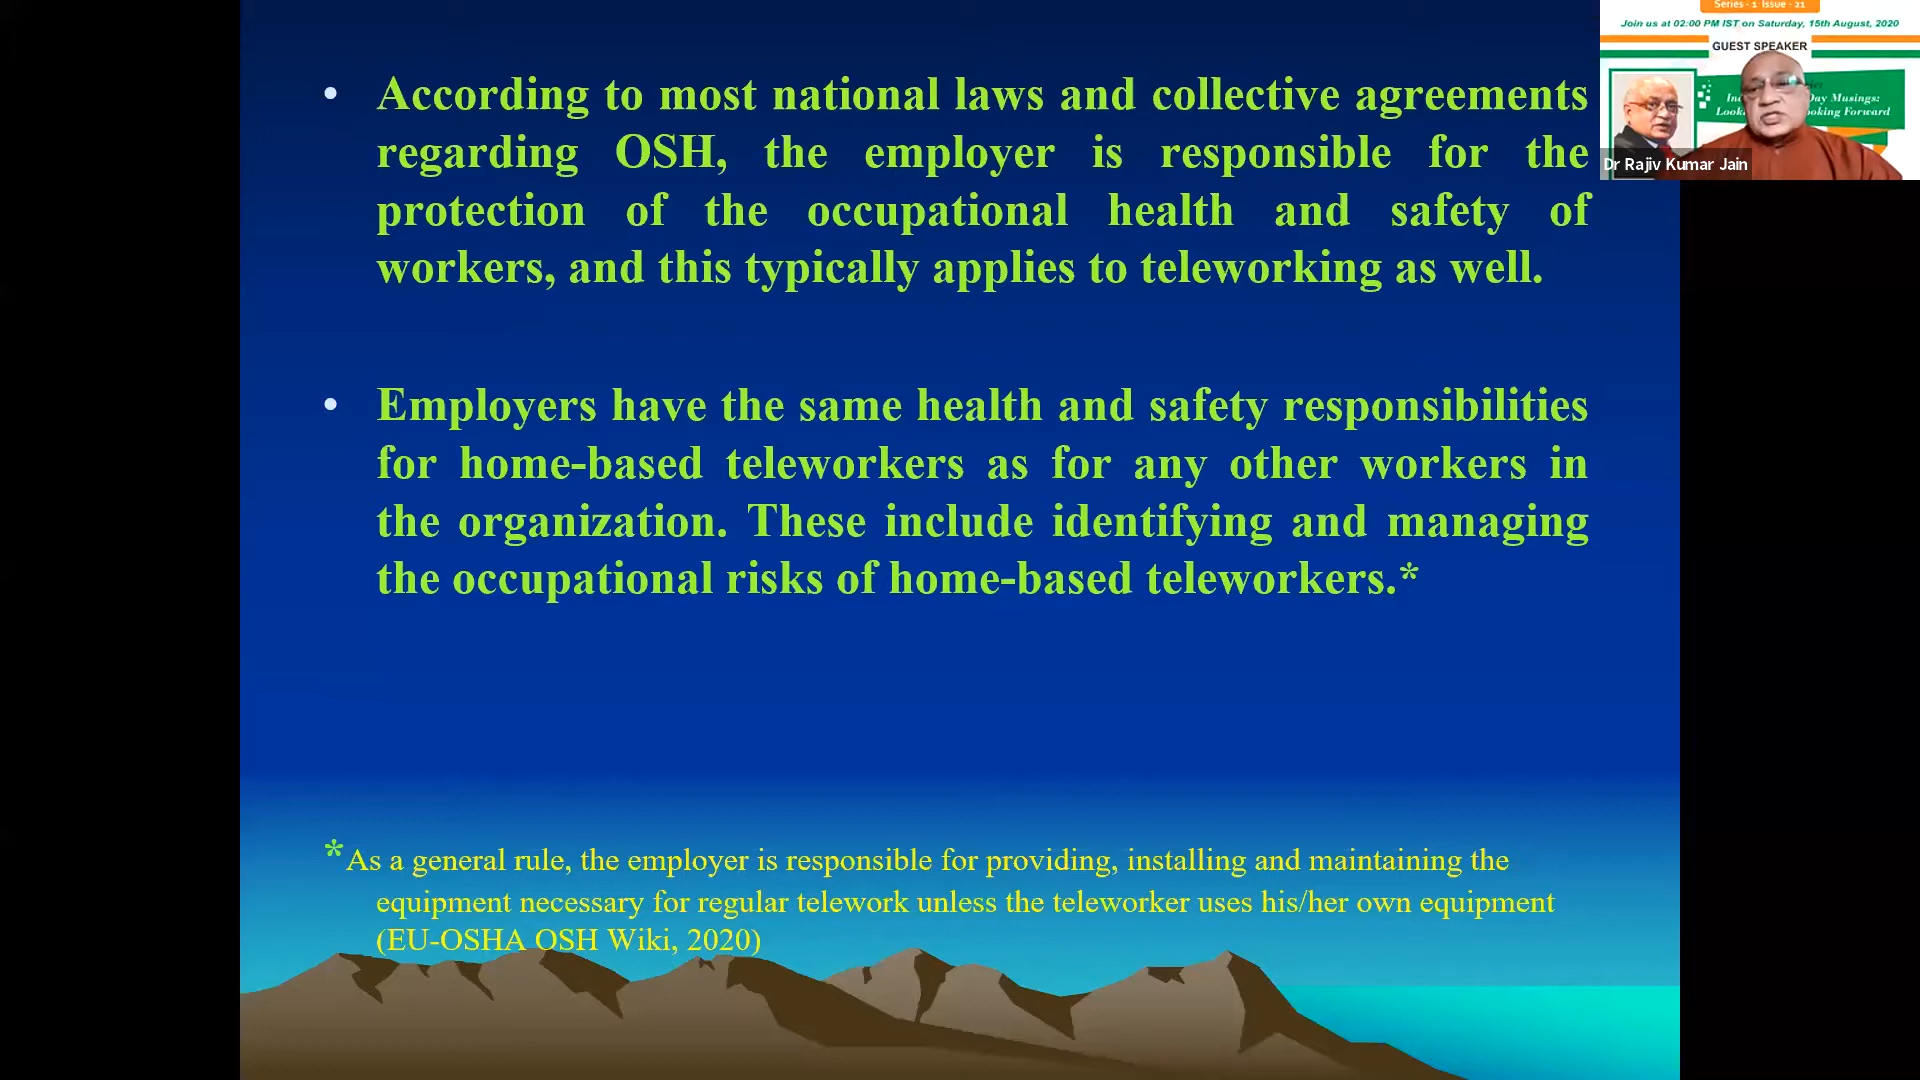 • According to most national laws and collective agreements
regarding OSH, the employer is responsible for the
protection of the occupational health and safety of
workers, and this typically applies to teleworking as well.
• Employers have the same health and safety responsibilities
for home-based teleworkers as for any other workers in
the organization. These include identifying and managing
the occupational risks of home-based teleworkers.*
*As a general rule, the employer is responsible for providing, installing and maintaining the
equipment necessary for regular telework unless the teleworker uses his/her own equipment
(EU-OSHA OSH Wiki, 2020)
Series - 1 Issue - 21
Join us at 02:00 PM IST on Saturday, 15th August, 2020
GUEST SPEAKER
Day Musings:
Looking Forward
Dr Rajiv Kumar Jain